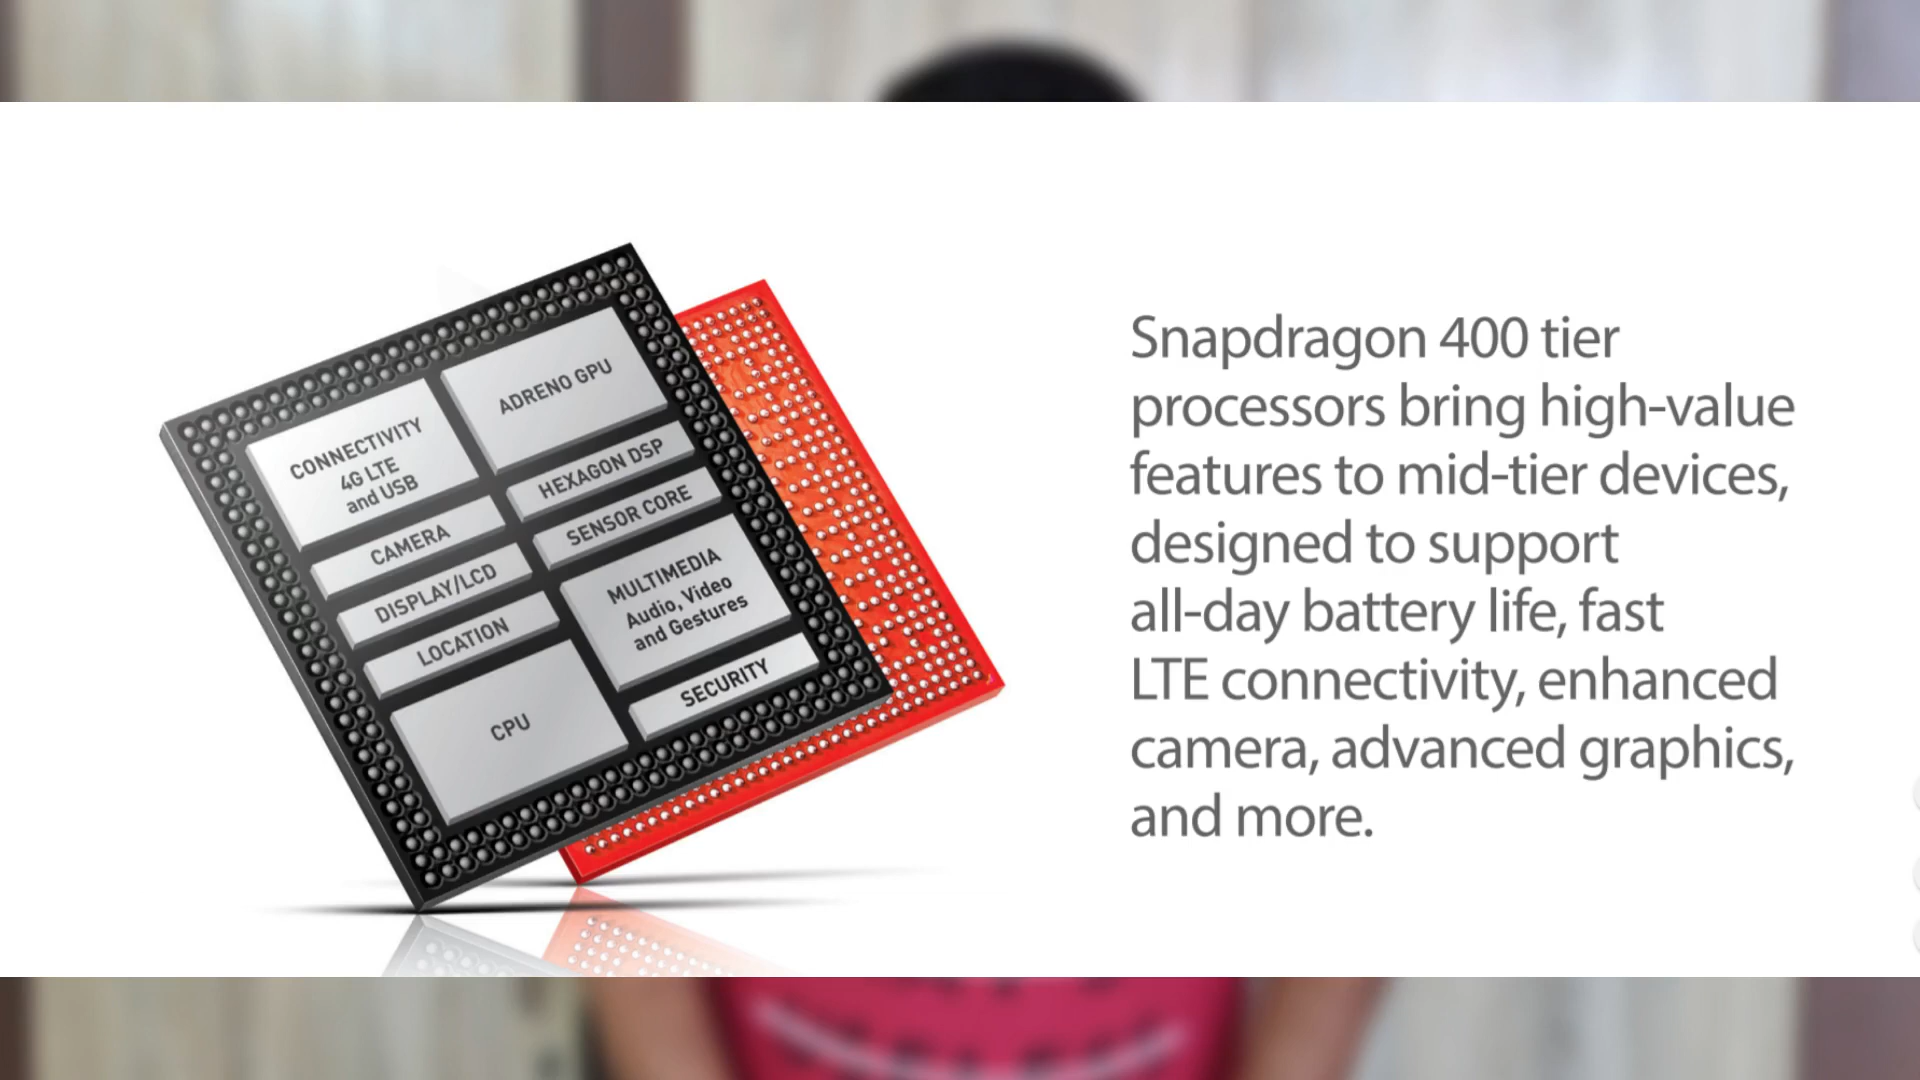 CONNECTIVITY
4G LTE
and USB
CAMERA
DISPLAY/LCD
LOCATION
CPU
ADRENO GPU
HEXAGON DSP
SENSOR CORE
MULTIMEDIA
Audio, Video
and Gestures
SECURITY
Snapdragon 400 tier
processors bring high-value
features to mid-tier devices,
designed to support
all-day battery life, fast
LTE connectivity, enhanced
camera, advanced graphics,
and more.